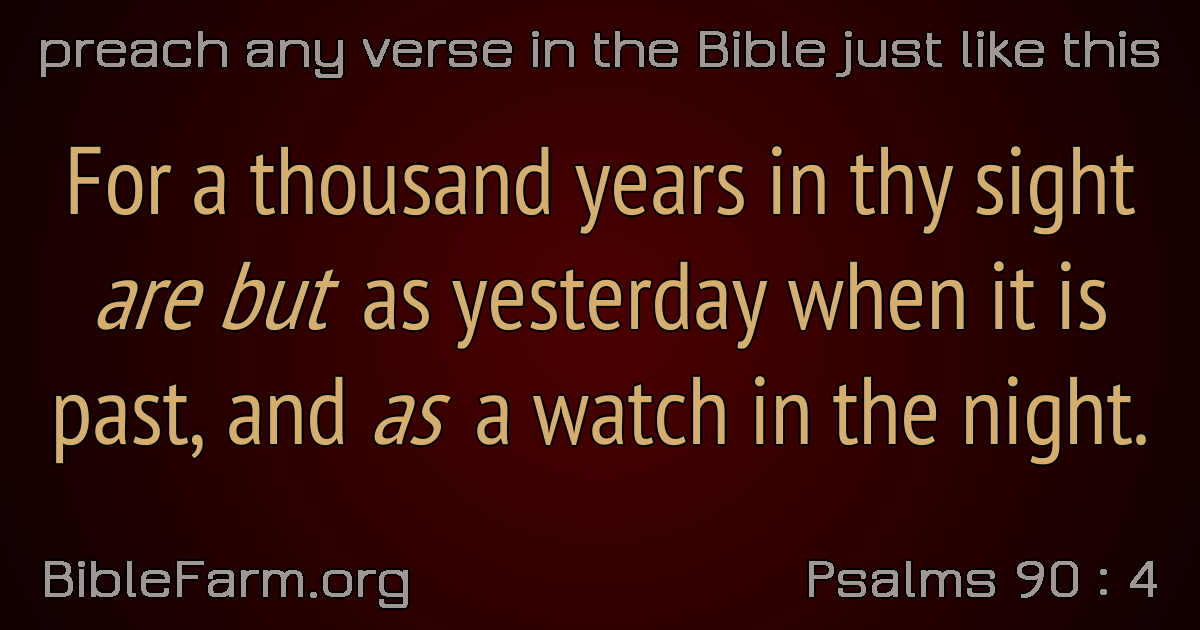 preach any verse in the Bible just like this
For a thousand years in thy sight
are but as yesterday when it is
past, and as a watch in the night.
BibleFarm.org
Psalms 90 : 4